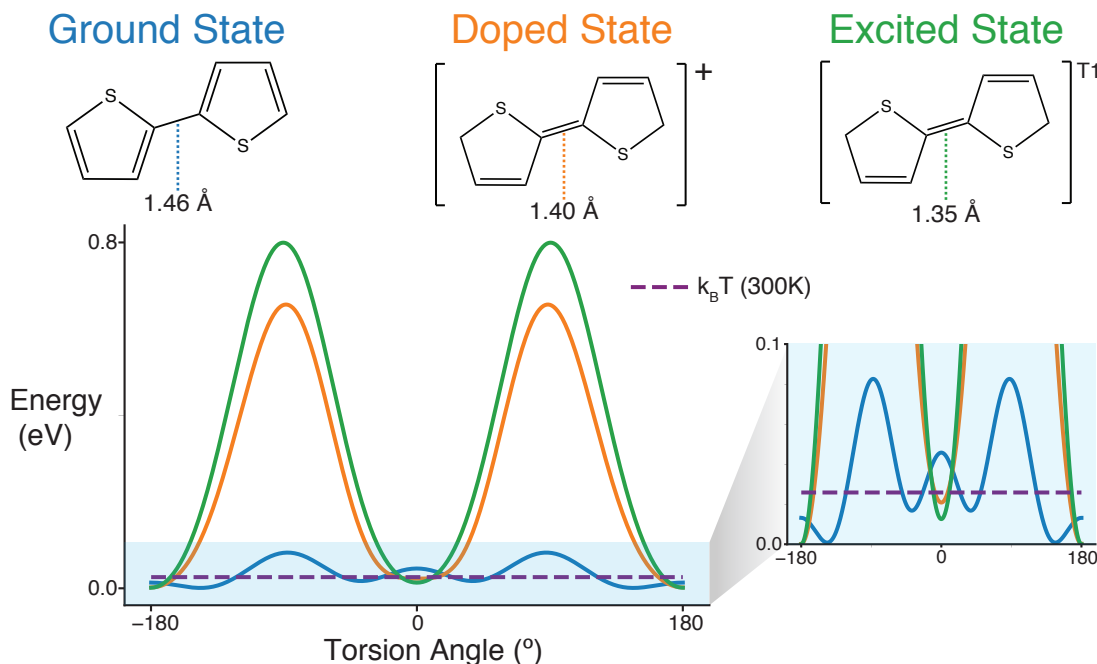 Ground State
Doped State
Excited State
S
S
1.46 Å
S
S
+
1.40 Å
S
S
T1
1.35 Å
0.8
0.0
Energy
(eV)
−180
0
180
Torsion Angle (º)
kBT (300K)
0.1
0.0
−180
0
180